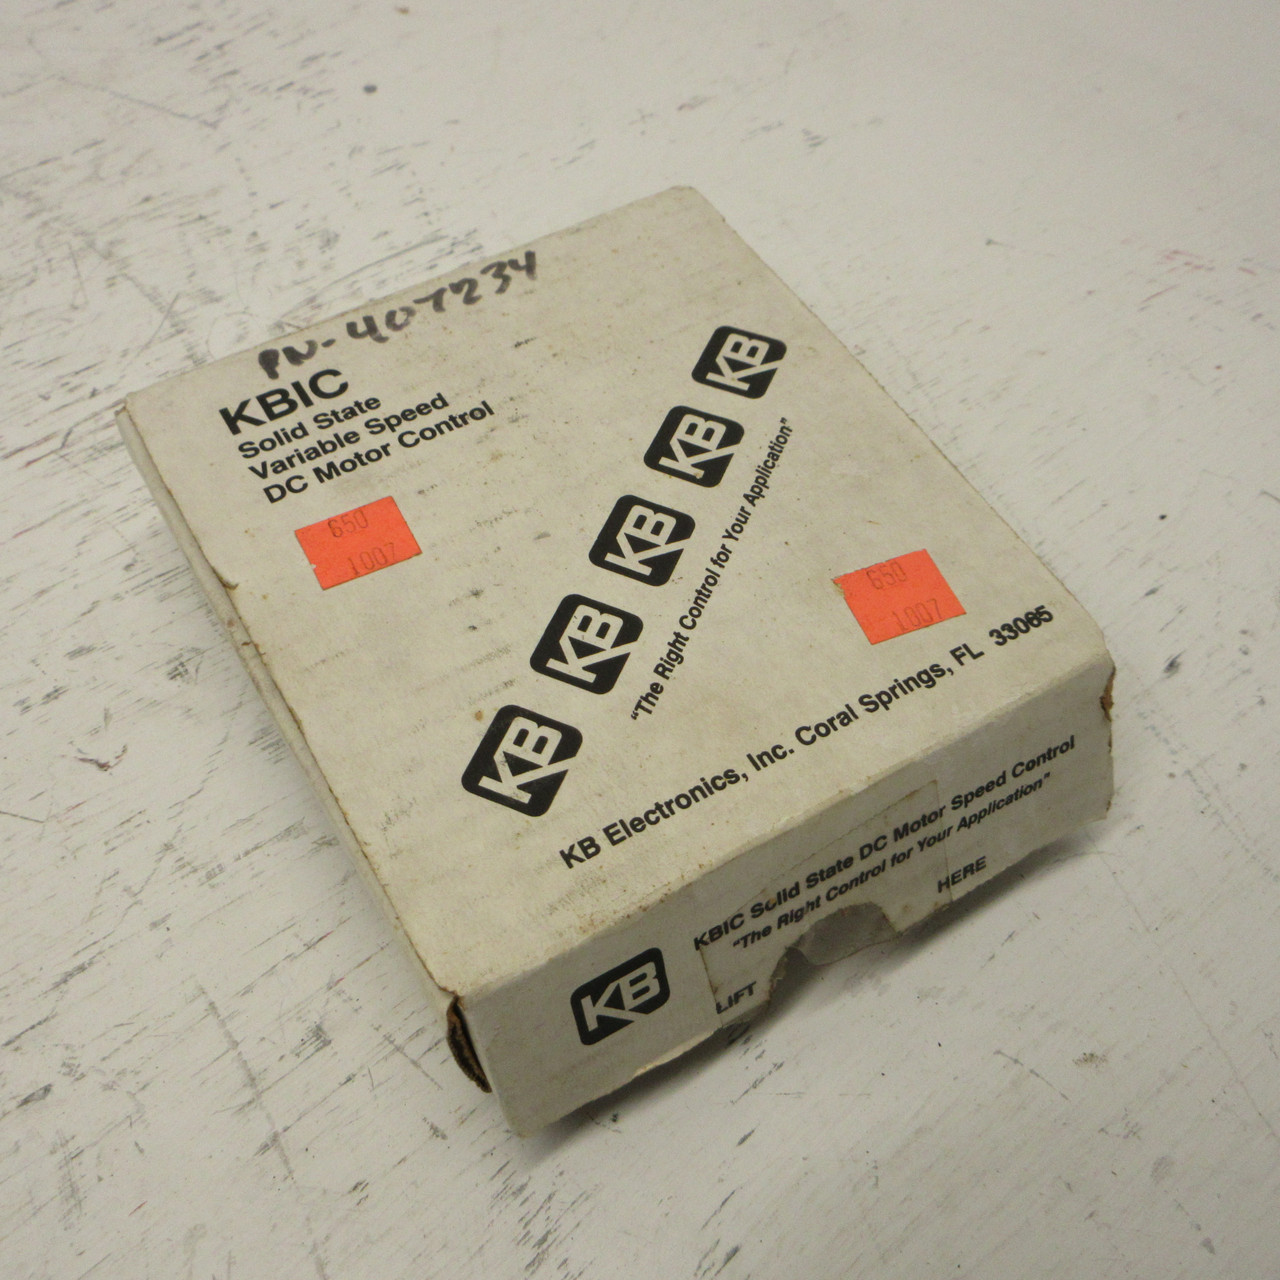 PN-407234
KBIC
Solid State
Variable Speed
DC Motor Control
650
1007
KB
KB
KB
KB
KB
"The Right Control for Your Application"
650
1007
KB Electronics, Inc. Coral Springs, FL 33065
KB
KBIC Solid State DC Motor Speed Control
"The Right Control for Your Application"
LIFT HERE